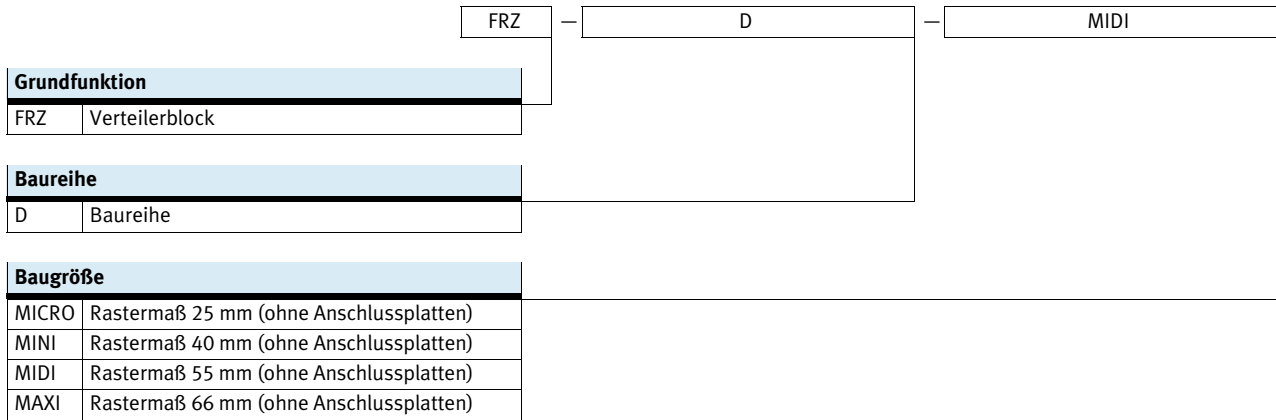 FRZ — D — MIDI
Grundfunktion
FRZ Verteilerblock
Baureihe
D Baureihe
Baugröße
MICRO Rastermaß 25 mm (ohne Anschlussplatten)
MINI Rastermaß 40 mm (ohne Anschlussplatten)
MIDI Rastermaß 55 mm (ohne Anschlussplatten)
MAXI Rastermaß 66 mm (ohne Anschlussplatten)